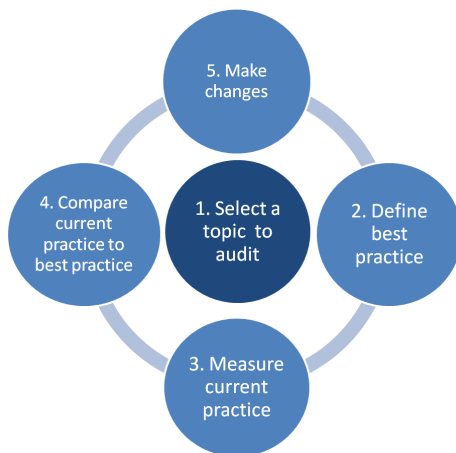 5. Make
changes
4. Compare
current
practice to
best practice
1. Select a
topic to
audit
2. Define
best
practice
3. Measure
current
practice